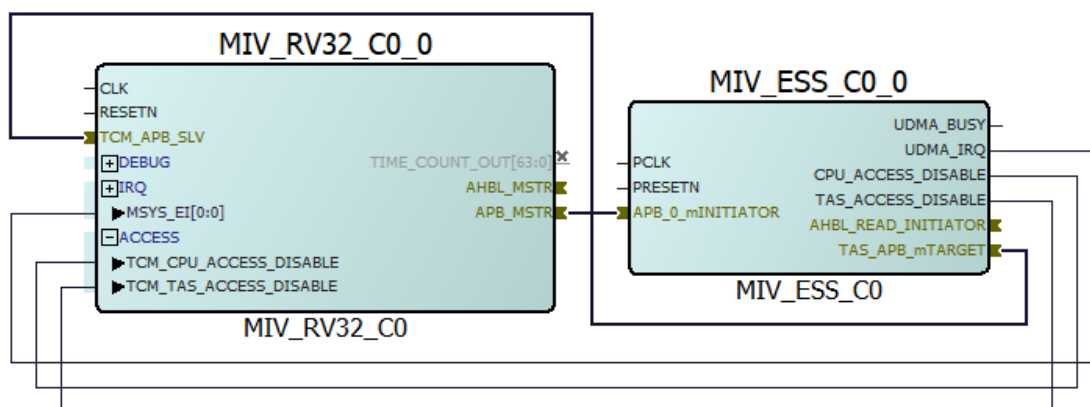 MIV_RV32_C0_0
CLK
RESETN
TCM_APB_SLV
DEBUG
TIME_COUNT_OUT[63:0]
IRQ
AHBL_MSTR
MSYS_EI[0:0]
APB_MSTR
ACCESS
TCM_CPU_ACCESS_DISABLE
TCM_TAS_ACCESS_DISABLE
MIV_RV32_C0
MIV_ESS_C0_0
UDMA_BUSY
UDMA_IRQ
PCLK
CPU_ACCESS_DISABLE
PRESETN
TAS_ACCESS_DISABLE
APB_0_mINITIATOR
AHBL_READ_INITIATOR
TAS_APB_mTARGET
MIV_ESS_C0